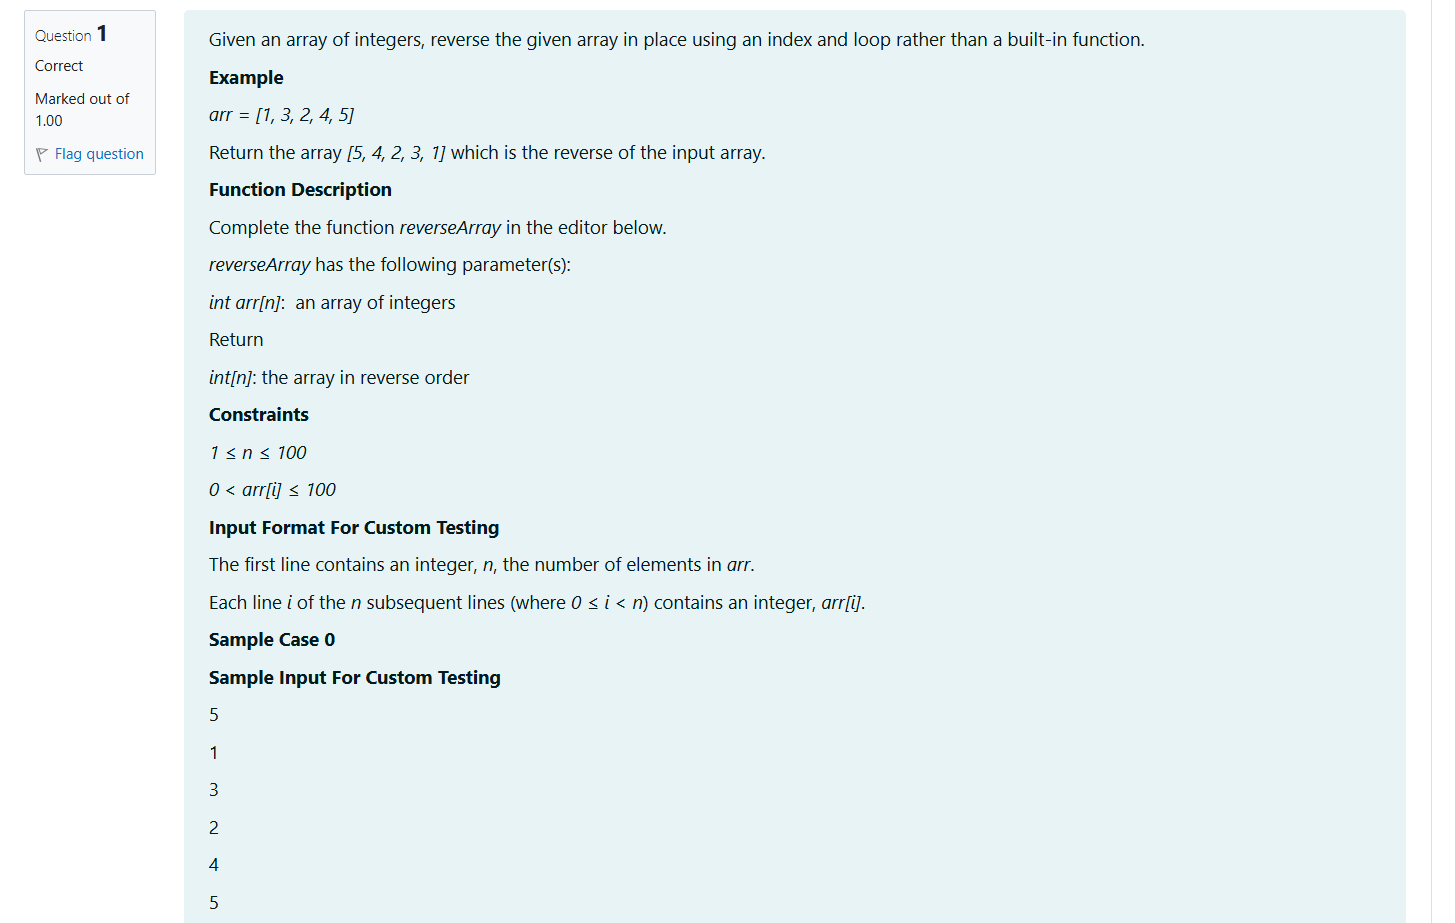 Question 1
Correct
Marked out of
1.00
Flag question
Given an array of integers, reverse the given array in place using an index and loop rather than a built-in function.
Example
arr = [1, 3, 2, 4, 5]
Return the array [5, 4, 2, 3, 1] which is the reverse of the input array.
Function Description
Complete the function reverseArray in the editor below.
reverseArray has the following parameter(s):
int arr[n]: an array of integers
Return
int[n]: the array in reverse order
Constraints
1 ≤ n ≤ 100
0 < arr[i] ≤ 100
Input Format For Custom Testing
The first line contains an integer, n, the number of elements in arr.
Each line i of the n subsequent lines (where 0 ≤ i < n) contains an integer, arr[i].
Sample Case 0
Sample Input For Custom Testing
5
1
3
2
4
5